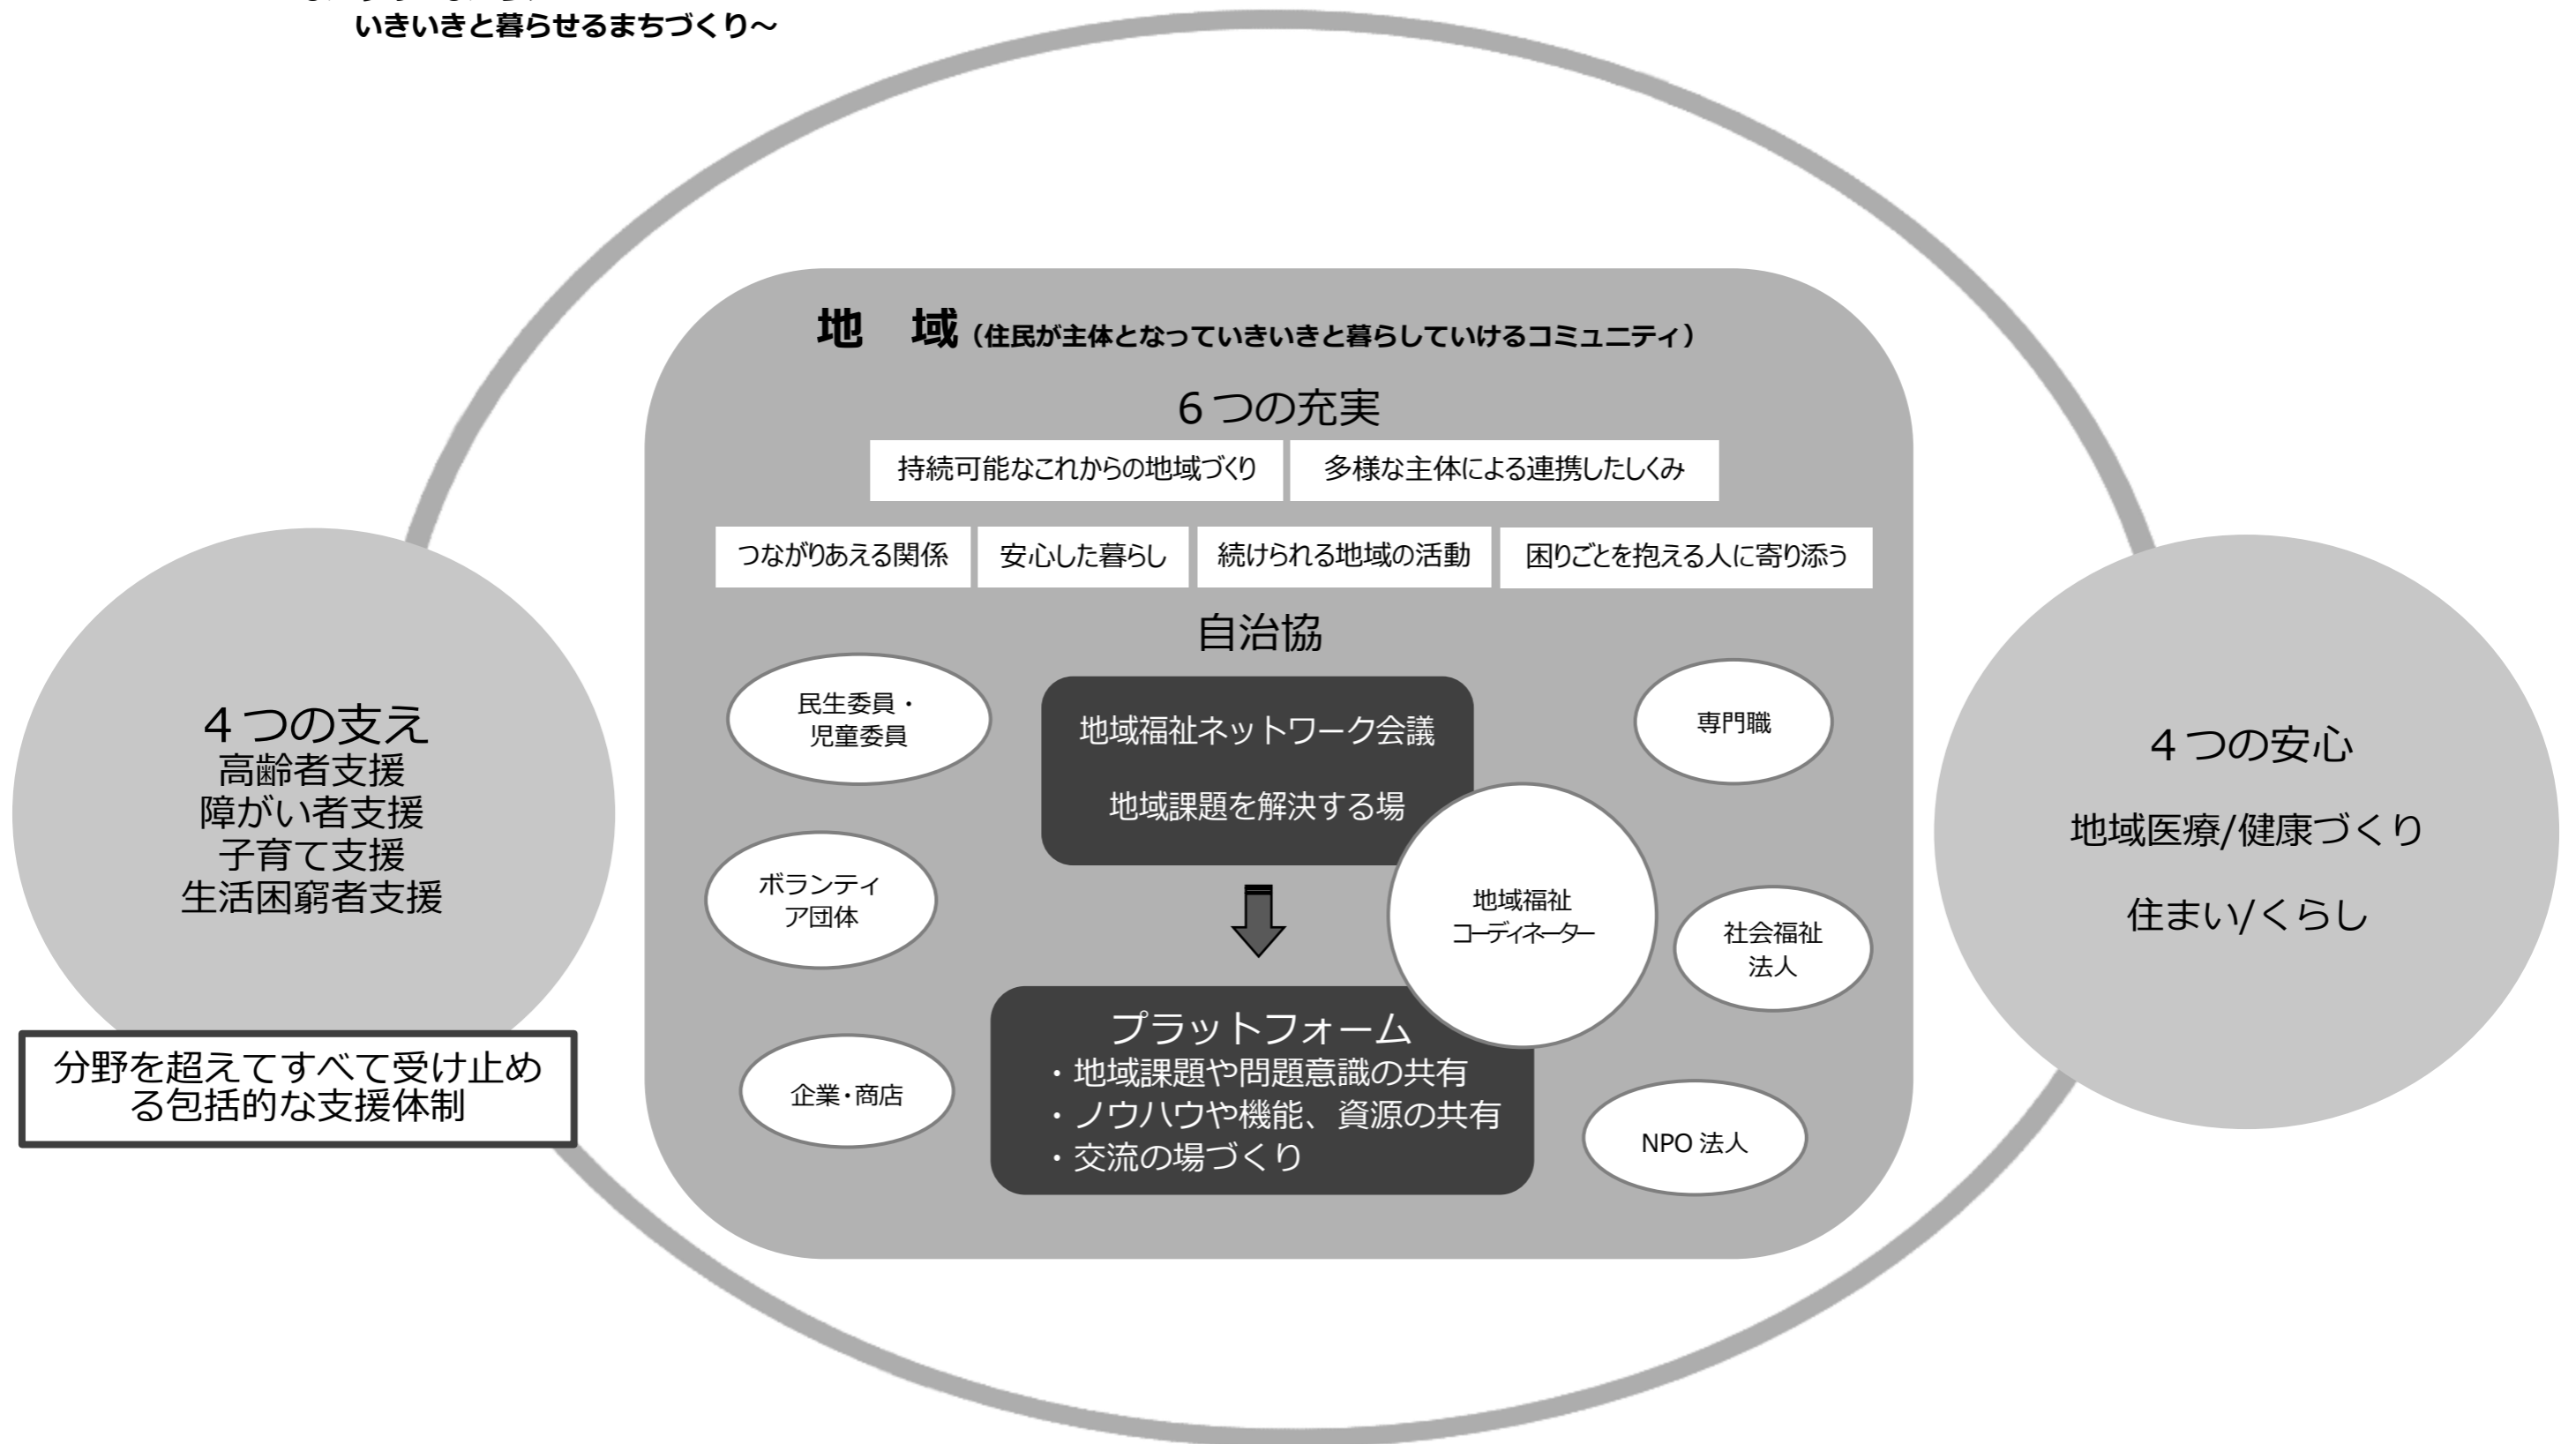 いきいきと暮らせるまちづくり～
地　域（住民が主体となっていきいきと暮らしていけるコミュニティ）
６つの充実
持続可能なこれからの地域づくり
多様な主体による連携したしくみ
つながりあえる関係
安心した暮らし
続けられる地域の活動
困りごとを抱える人に寄り添う
自治協
民生委員・
児童委員
ボランティ
ア団体
企業・商店
地域福祉ネットワーク会議
地域課題を解決する場
地域福祉
コーディネーター
プラットフォーム
・地域課題や問題意識の共有
・ノウハウや機能、資源の共有
・交流の場づくり
専門職
社会福祉
法人
NPO 法人
４つの支え
高齢者支援
障がい者支援
子育て支援
生活困窮者支援
分野を超えてすべて受け止め
る包括的な支援体制
４つの安心
地域医療/健康づくり
住まい/くらし